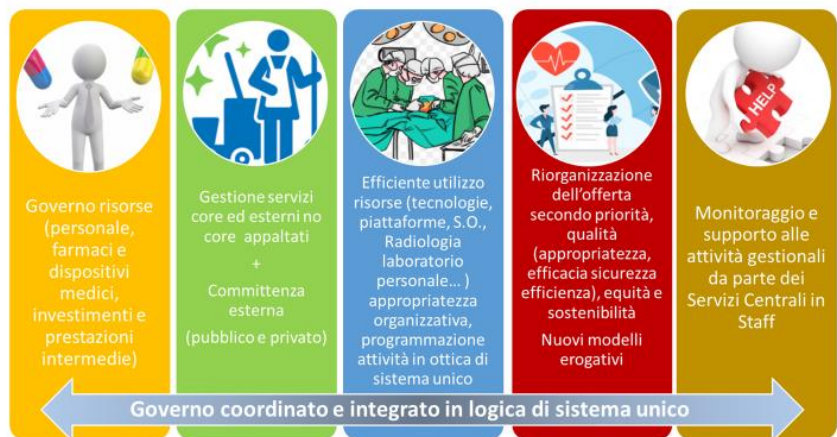 Governo risorse
(personale,
farmaci e
dispositivi
medici,
investimenti e
prestazioni
intermedie)
Gestione servizi
core ed esterni no
core appaltati
+
Committenza
esterna
(pubblico e privato)
Efficiente utilizzo
risorse (tecnologie,
piattaforme, S.O.,
Radiologia
laboratorio
personale... )
appropriatezza
organizzativa,
programmazione
attività in ottica di
sistema unico
Riorganizzazione
dell'offerta
secondo priorità,
qualità
(appropriatezza,
efficacia sicurezza
efficienza), equità e
sostenibilità
Nuovi modelli
erogativi
HELP
Monitoraggio e
supporto alle
attività gestionali
da parte dei
Servizi Centrali in
Staff
Governo coordinato e integrato in logica di sistema unico